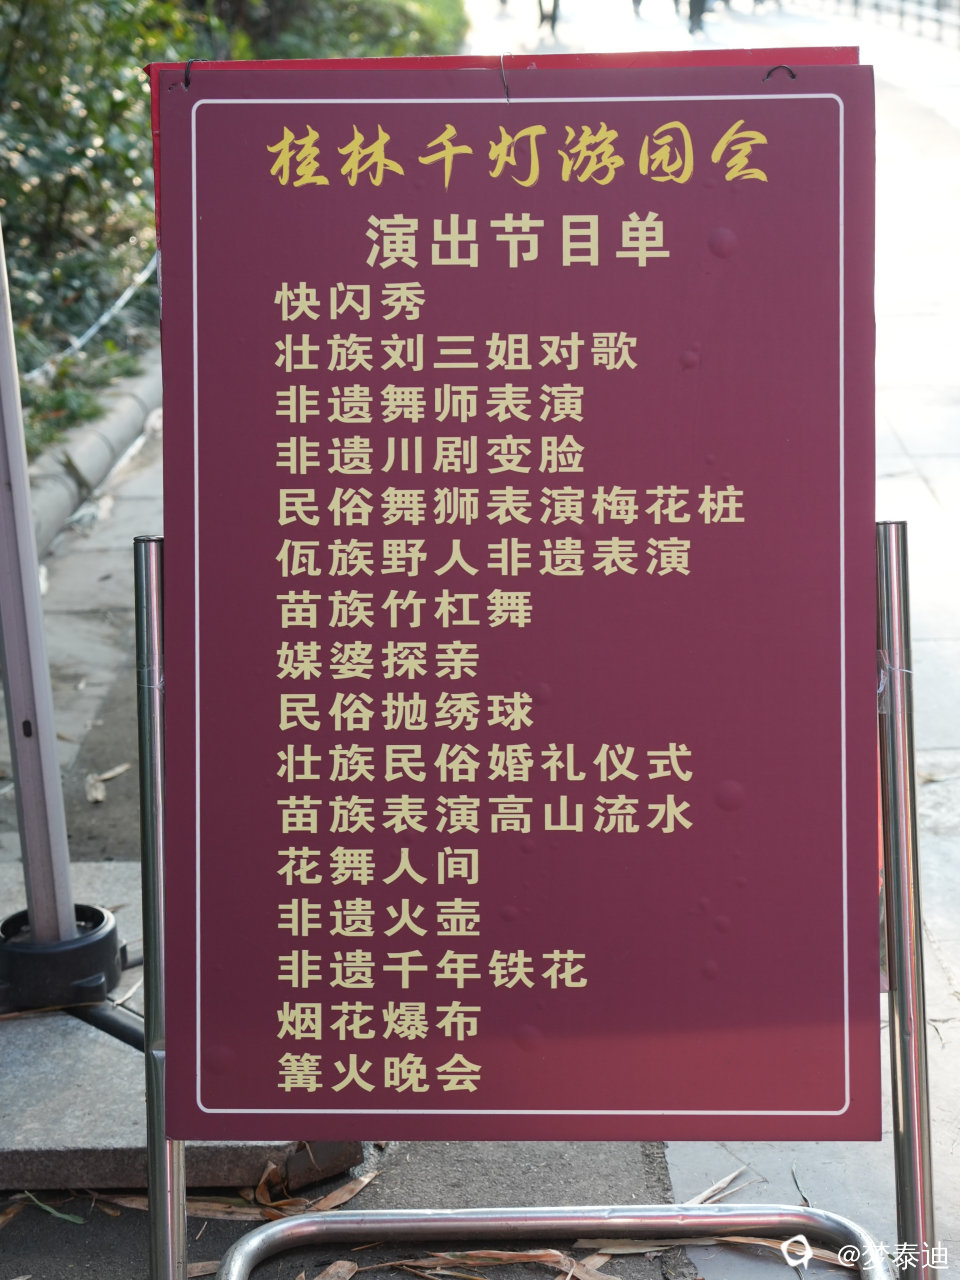 桂林千灯游园会
演出节目单
快闪秀
壮族刘三姐对歌
非遗舞师表演
非遗川剧变脸
民俗舞狮表演梅花桩
佤族野人非遗表演
苗族竹杠舞
媒婆探亲
民俗抛绣球
壮族民俗婚礼仪式
苗族表演高山流水
花舞人间
非遗火壶
非遗千年铁花
烟花爆布
篝火晚会
@梦泰迪